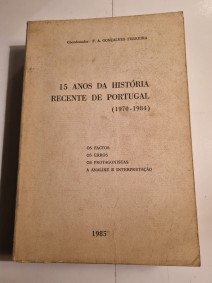 Coordenador: F. A. GONÇALVES FERREIRA
15 ANOS DA HISTÓRIA
RECENTE DE PORTUGAL
(1970-1984)
OS FACTOS
OS ERROS
OS PROTAGONISTAS
A ANÁLISE E INTERPRETAÇÃO
1985